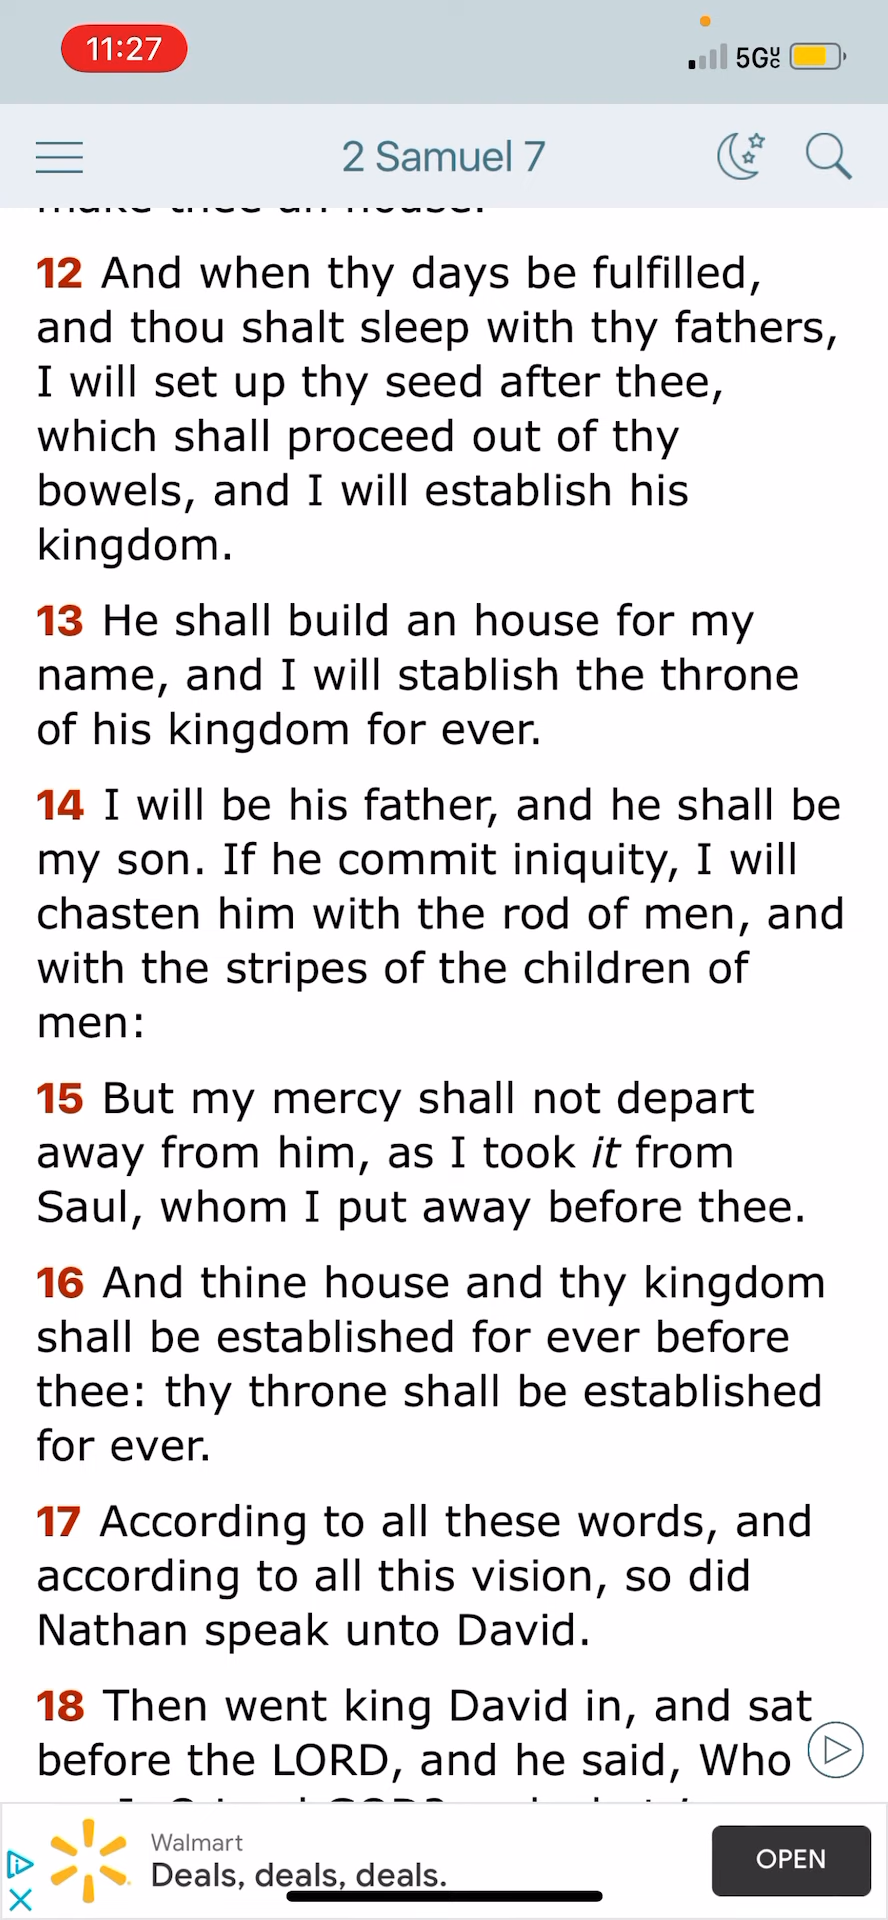 11:27
5G UC
2 Samuel 7
make thee an house.
12 And when thy days be fulfilled,
and thou shalt sleep with thy fathers,
I will set up thy seed after thee,
which shall proceed out of thy
bowels, and I will establish his
kingdom.
13 He shall build an house for my
name, and I will stablish the throne
of his kingdom for ever.
14 I will be his father, and he shall be
my son. If he commit iniquity, I will
chasten him with the rod of men, and
with the stripes of the children of
men:
15 But my mercy shall not depart
away from him, as I took it from
Saul, whom I put away before thee.
16 And thine house and thy kingdom
shall be established for ever before
thee: thy throne shall be established
for ever.
17 According to all these words, and
according to all this vision, so did
Nathan speak unto David.
18 Then went king David in, and sat
before the LORD, and he said, Who
Walmart
Deals, deals, deals.
OPEN